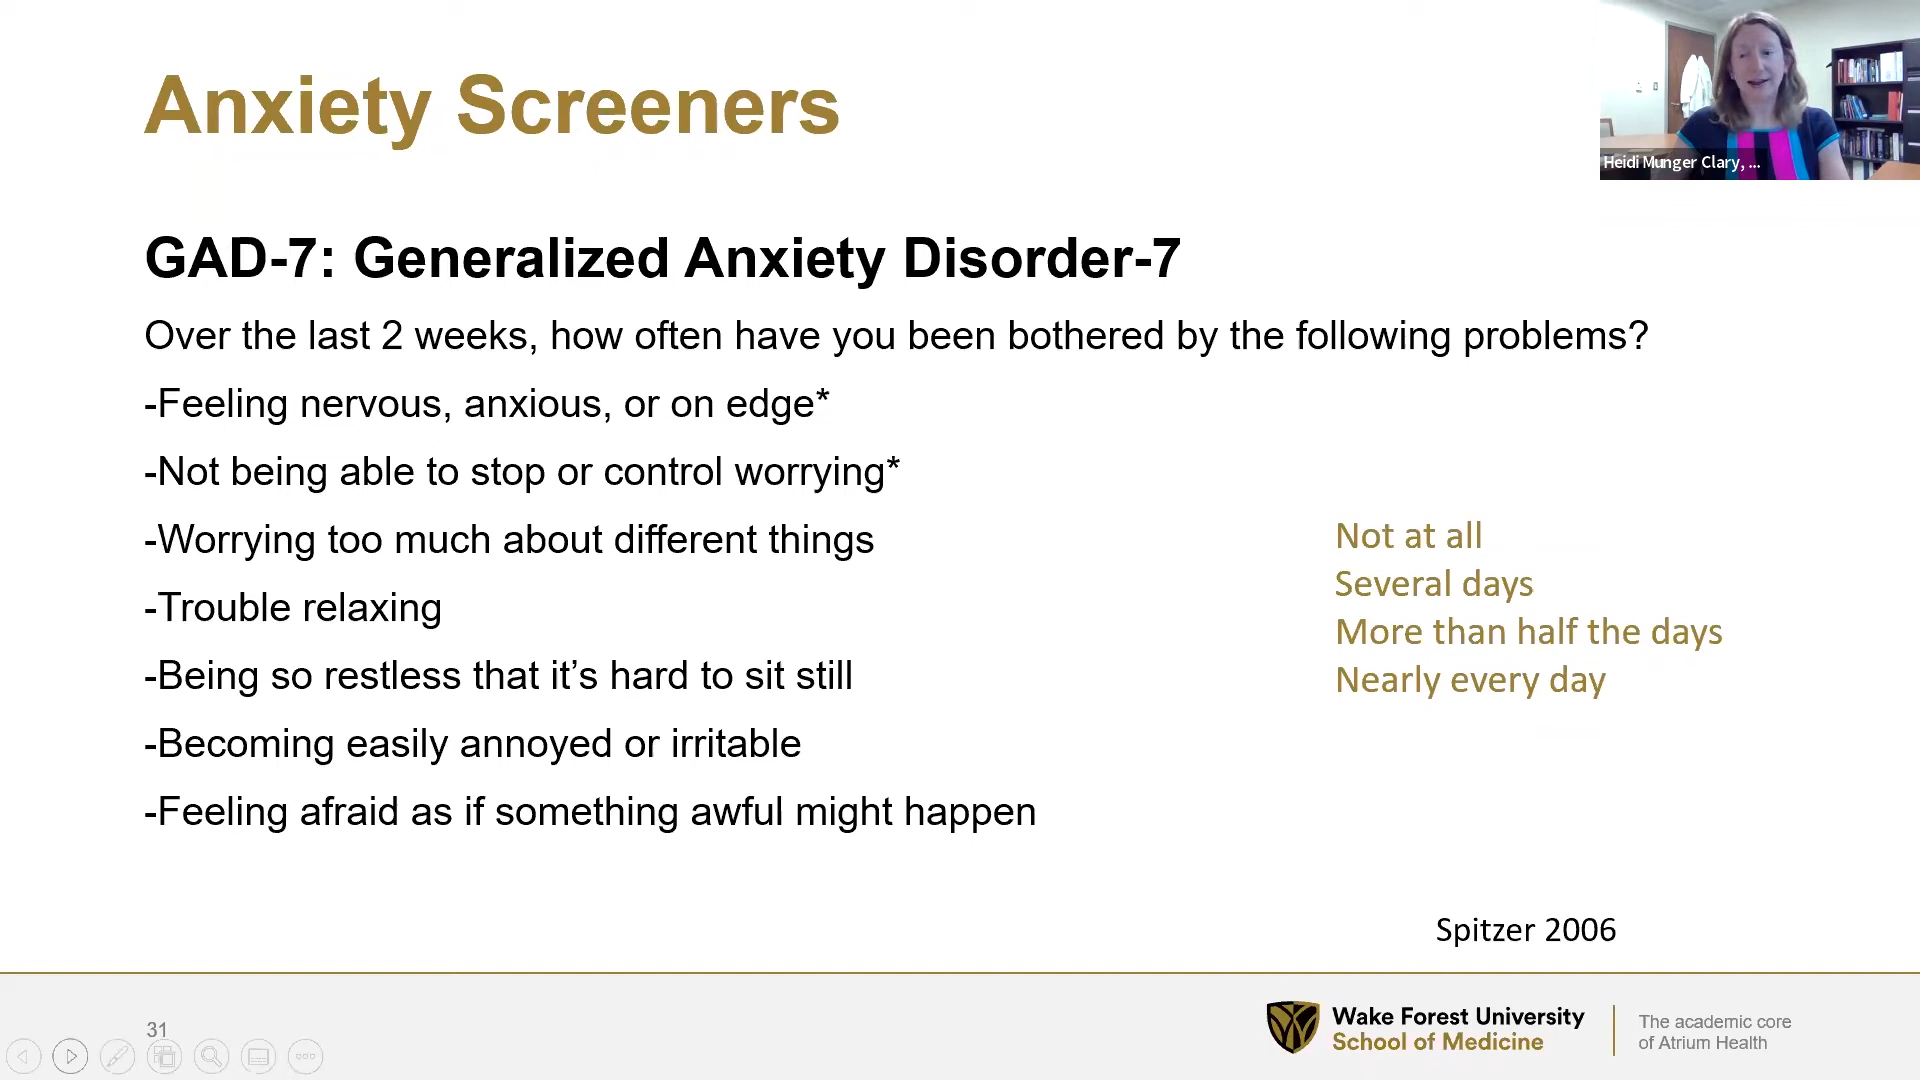 Anxiety Screeners
Heidi Munger Clary, ...
GAD-7: Generalized Anxiety Disorder-7
Over the last 2 weeks, how often have you been bothered by the following problems?
-Feeling nervous, anxious, or on edge*
-Not being able to stop or control worrying*
-Worrying too much about different things
-Trouble relaxing
-Being so restless that it’s hard to sit still
-Becoming easily annoyed or irritable
-Feeling afraid as if something awful might happen
Not at all
Several days
More than half the days
Nearly every day
Spitzer 2006
31
Wake Forest University
School of Medicine
The academic core
of Atrium Health